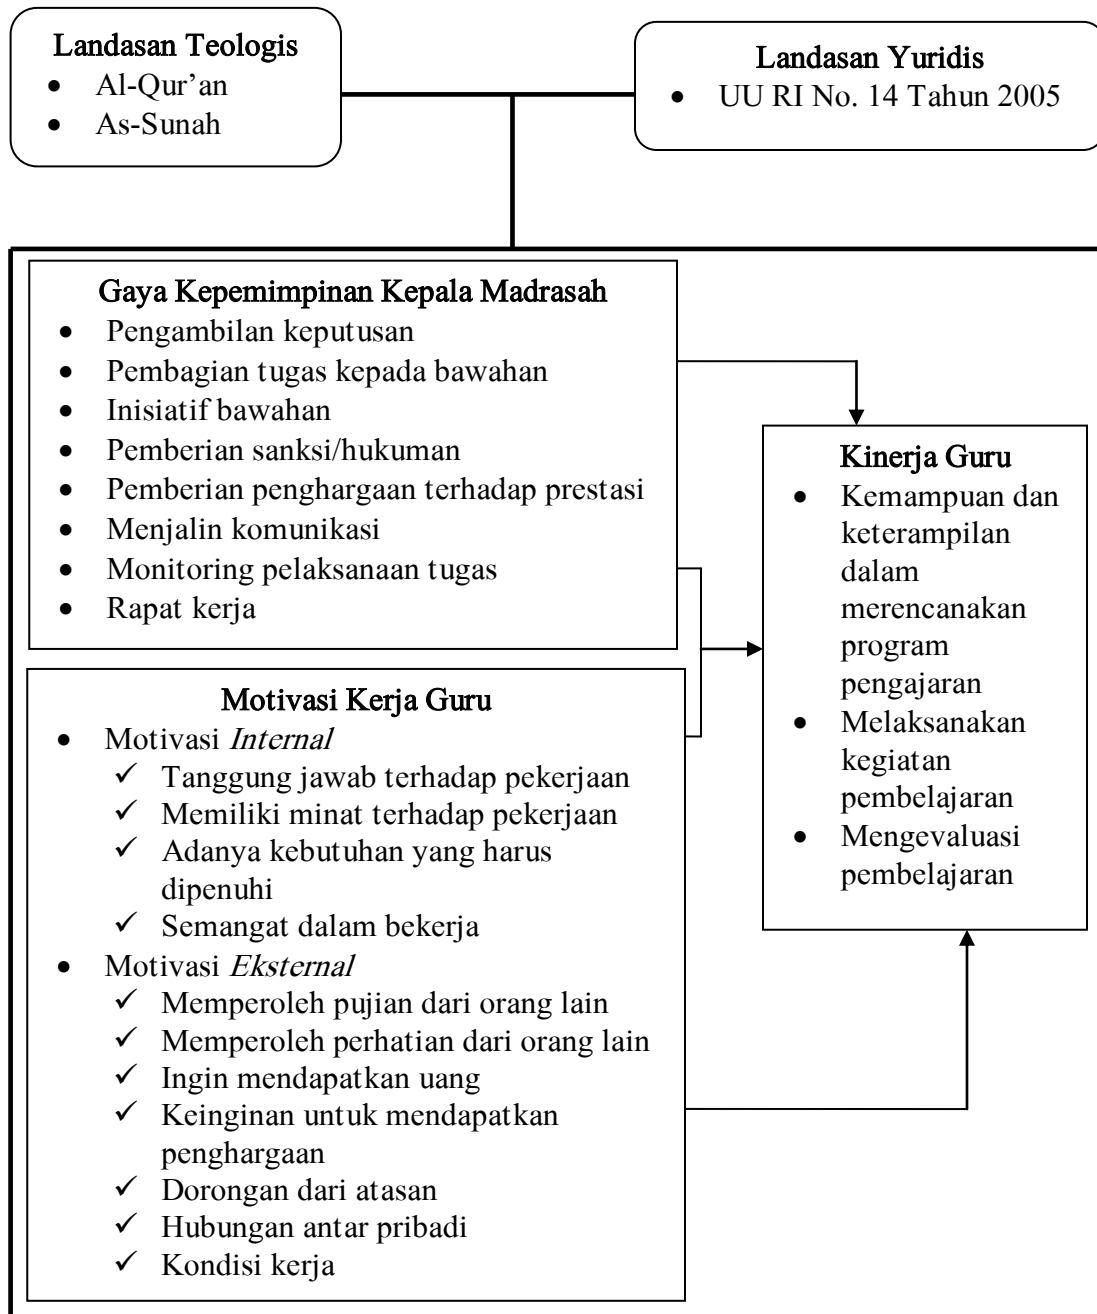 Landasan Teologis
• Al-Qur’an
• As-Sunah
Landasan Yuridis
• UU RI No. 14 Tahun 2005
Gaya Kepemimpinan Kepala Madrasah
• Pengambilan keputusan
• Pembagian tugas kepada bawahan
• Inisiatif bawahan
• Pemberian sanksi/hukuman
• Pemberian penghargaan terhadap prestasi
• Menjalin komunikasi
• Monitoring pelaksanaan tugas
• Rapat kerja
Motivasi Kerja Guru
• Motivasi Internal
✓ Tanggung jawab terhadap pekerjaan
✓ Memiliki minat terhadap pekerjaan
✓ Adanya kebutuhan yang harus
dipenuhi
✓ Semangat dalam bekerja
• Motivasi Eksternal
✓ Memperoleh pujian dari orang lain
✓ Memperoleh perhatian dari orang lain
✓ Ingin mendapatkan uang
✓ Keinginan untuk mendapatkan
penghargaan
✓ Dorongan dari atasan
✓ Hubungan antar pribadi
✓ Kondisi kerja
Kinerja Guru
• Kemampuan dan
keterampilan
dalam
merencanakan
program
pengajaran
• Melaksanakan
kegiatan
pembelajaran
• Mengevaluasi
pembelajaran